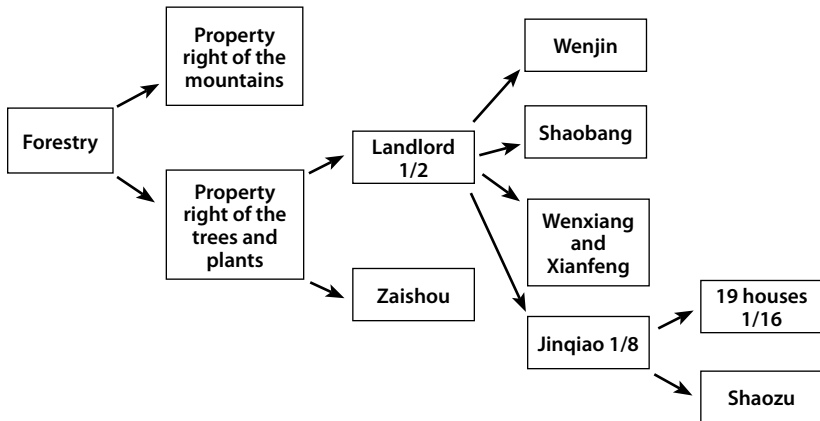 Forestry
Property
right of the
mountains
Property
right of the
trees and
plants
Landlord
1/2
Zaishou
Wenjin
Shaobang
Wenxiang
and
Xianfeng
Jinqiao 1/8
19 houses
1/16
Shaozu